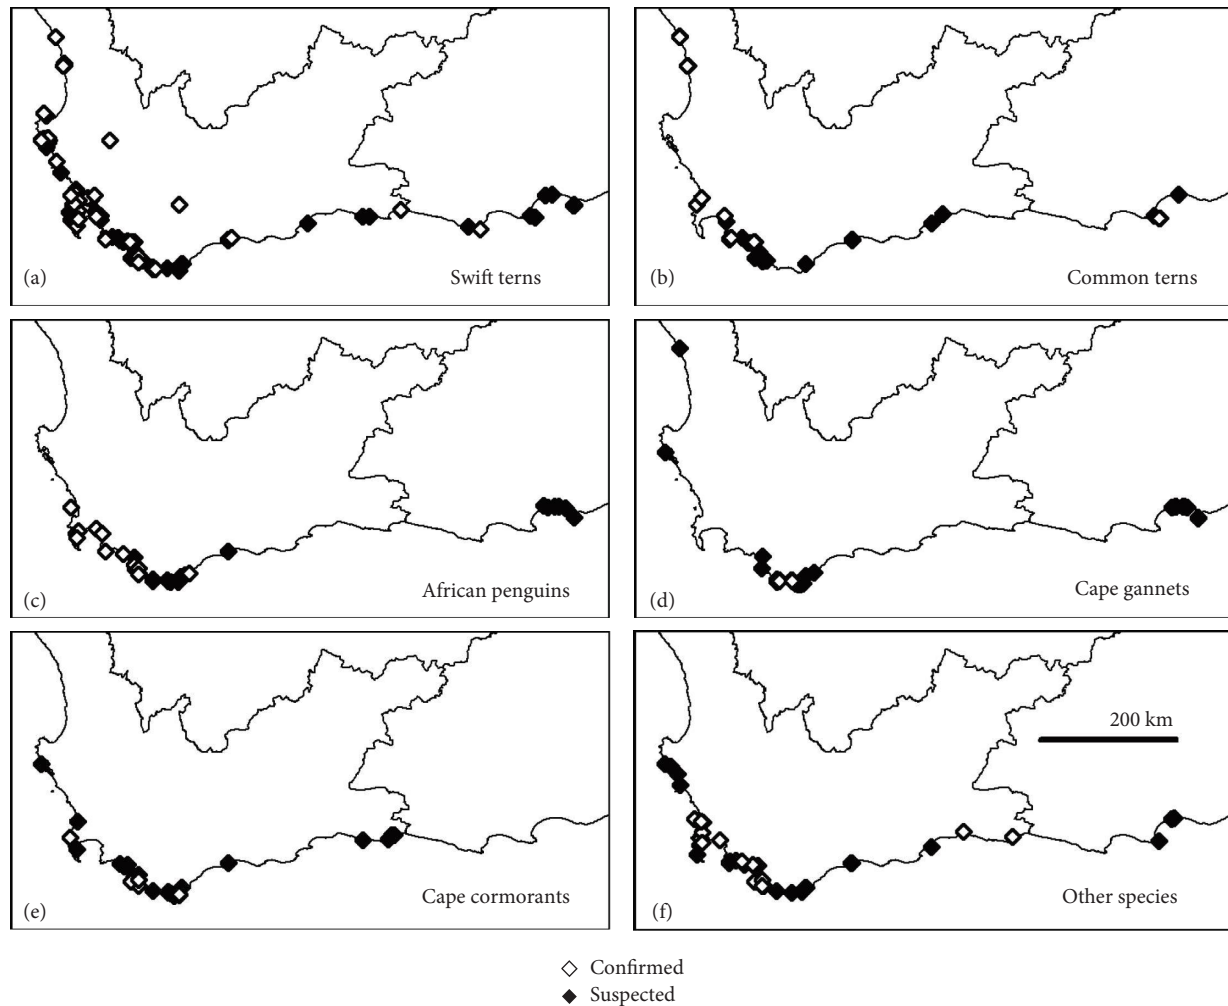 (a)
Swift terns
(b)
Common terns
(c)
African penguins
(d)
Cape gannets
(e)
Cape cormorants
200 km
(f)
Other species
Confirmed
Suspected